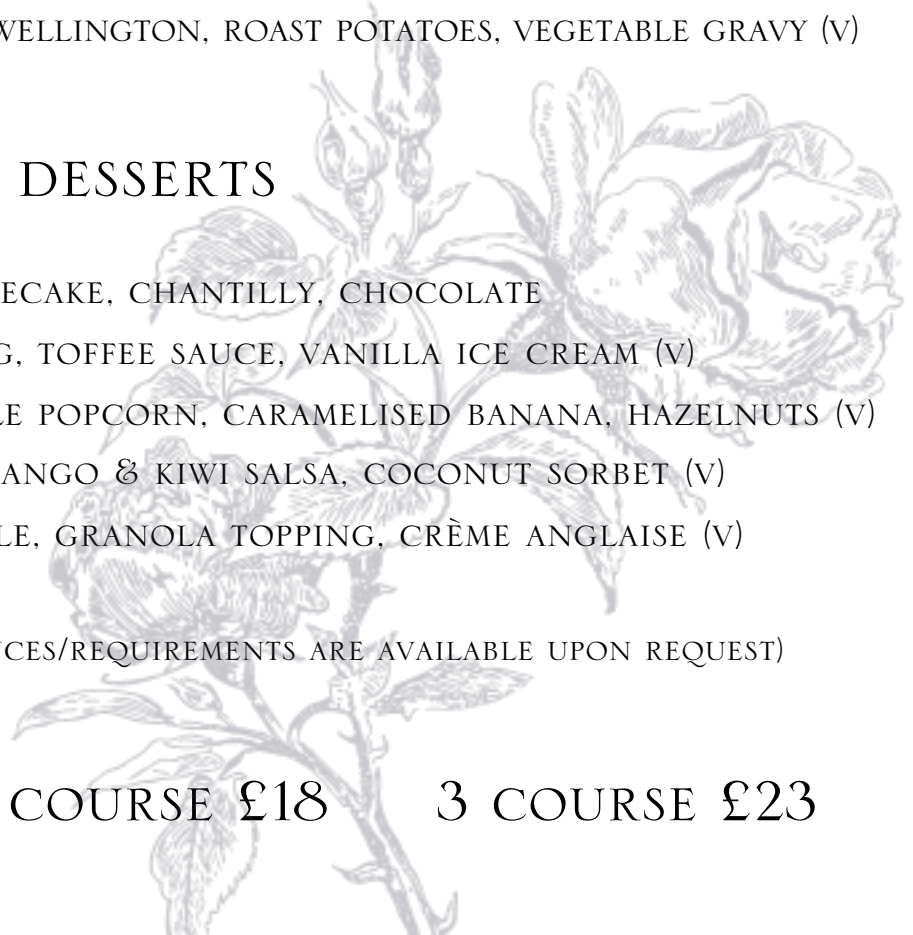 WELLINGTON, ROAST POTATOES, VEGETABLE GRAVY (V)
DESSERTS
ECAKE, CHANTILLY, CHOCOLATE
G, TOFFEE SAUCE, VANILLA ICE CREAM (V)
LE POPCORN, CARAMELISED BANANA, HAZELNUTS (V)
ANGO & KIWI SALSA, COCONUT SORBET (V)
LE, GRANOLA TOPPING, CRÈME ANGLAISE (V)
NCES/REQUIREMENTS ARE AVAILABLE UPON REQUEST)
COURSE £18 3 COURSE £23